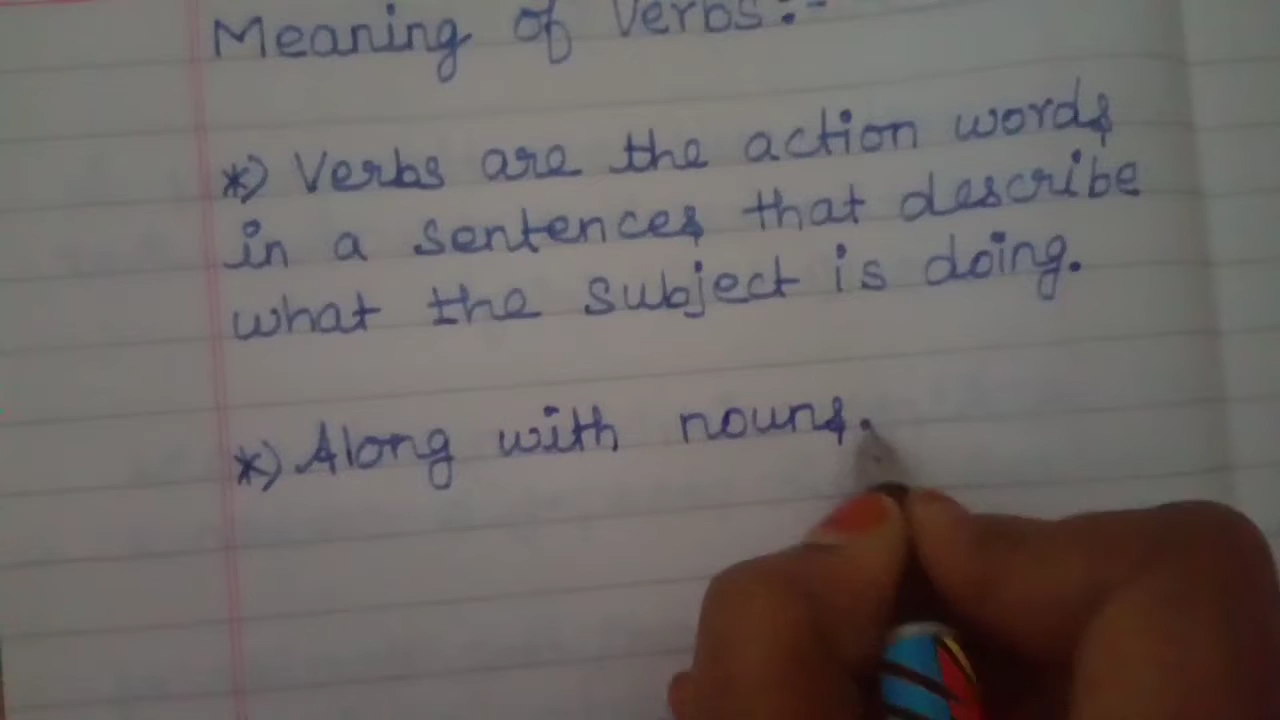 Meaning of Verbs:-
*) Verbs are the action words
in a sentences that describe
what the subject is doing.
*) Along with nouns,